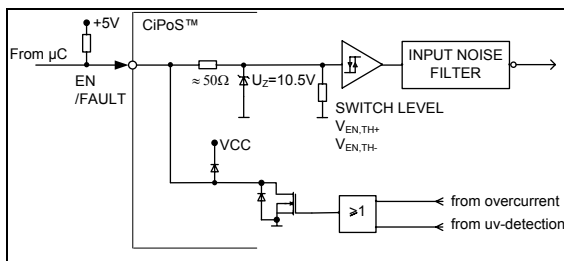 +5V
CiPoS™
From µC
EN
/FAULT
≈50Ω
UZ=10.5V
SWITCH LEVEL
VEN,TH+
VEN,TH-
INPUT NOISE
FILTER
VCC
≥1
from overcurrent
from uv-detection